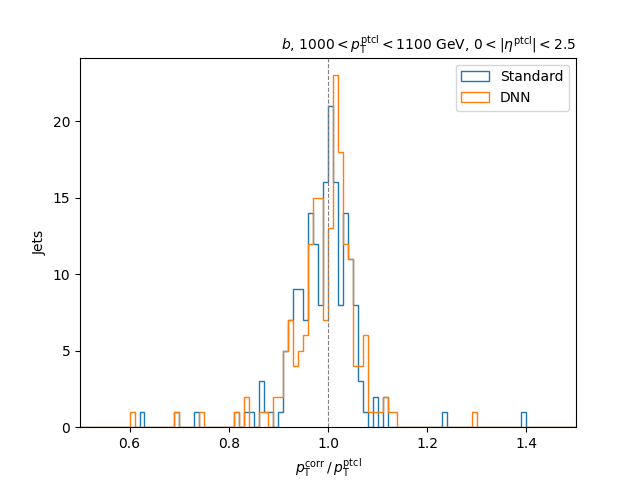 b, 1000 < p_T^ptcl < 1100 GeV, 0 < |η^ptcl| < 2.5
Standard
DNN
Jets
20
15
10
5
0
0.6 0.8 1.0 1.2 1.4
p_T^corr / p_T^ptcl